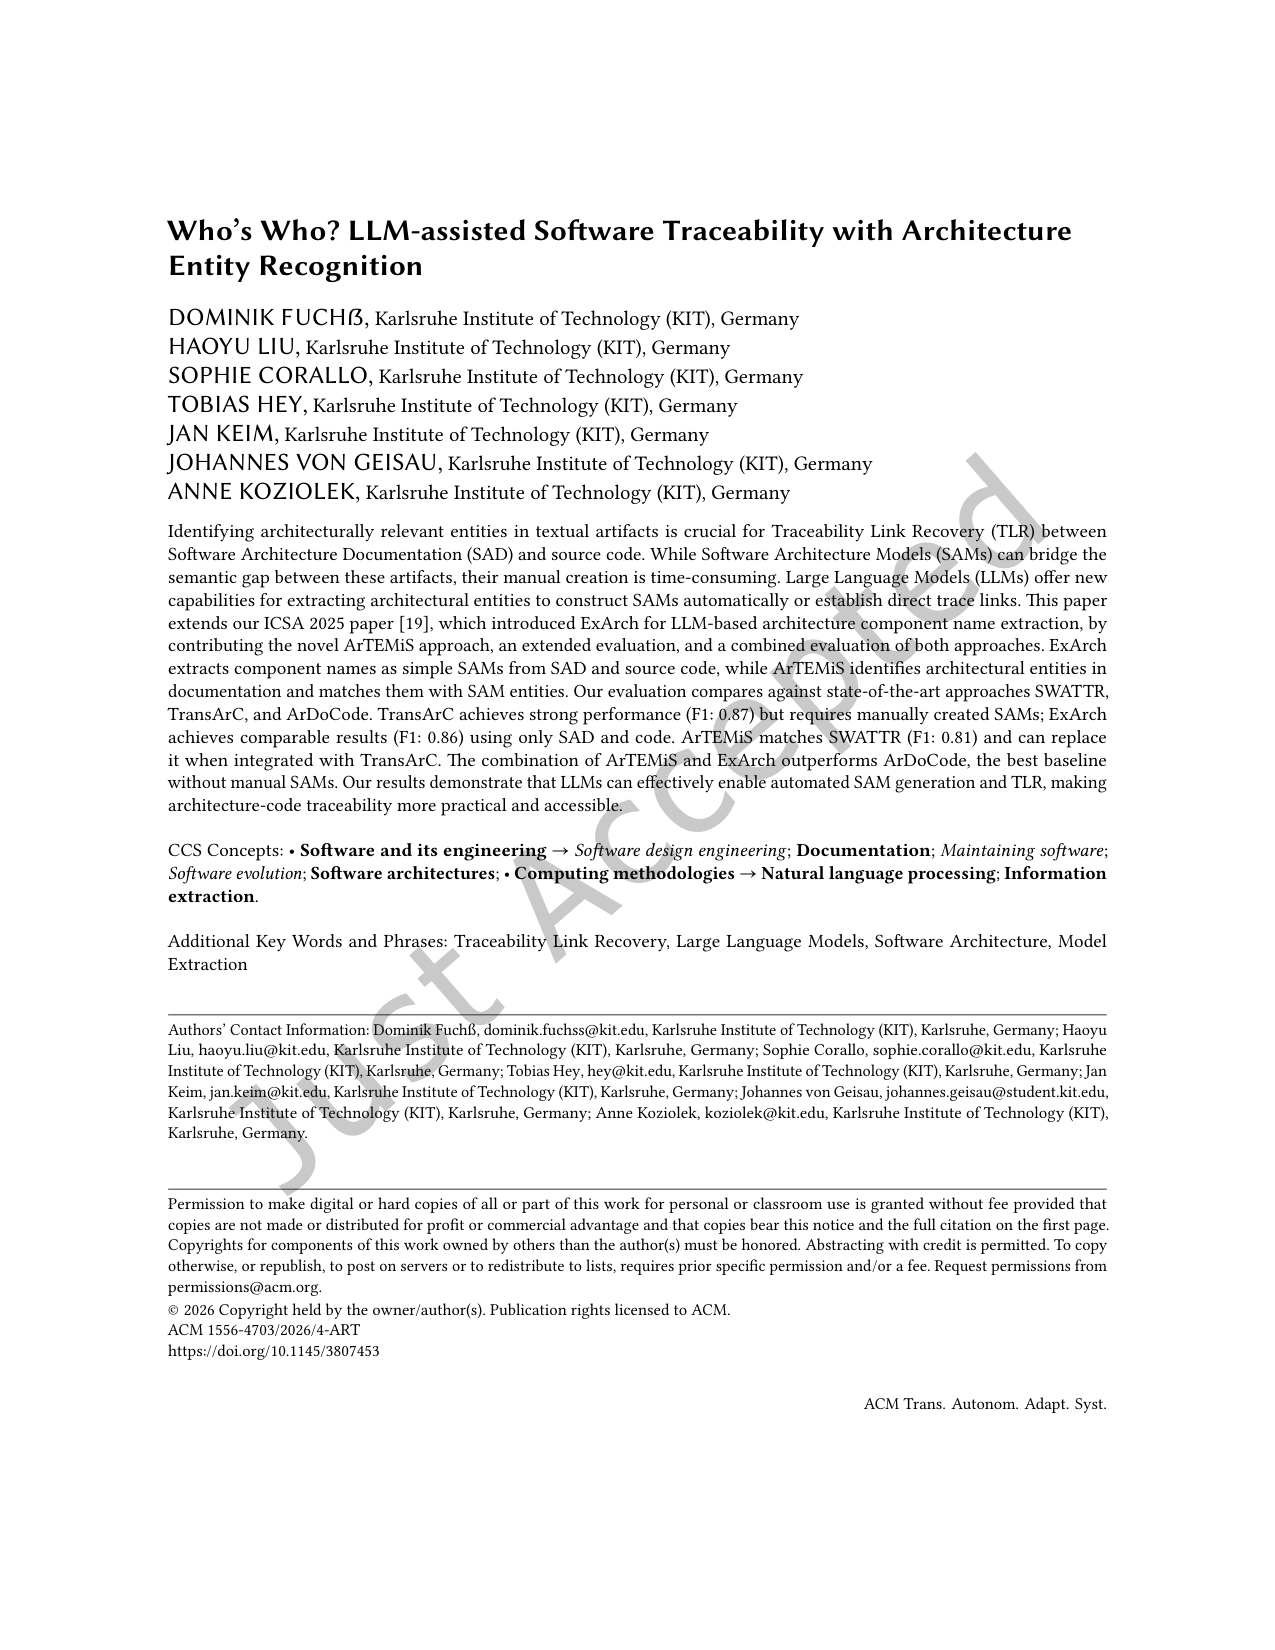 Who's Who? LLM-assisted Software Traceability with Architecture
Entity Recognition
DOMINIK FUCHß, Karlsruhe Institute of Technology (KIT), Germany
HAOYU LIU, Karlsruhe Institute of Technology (KIT), Germany
SOPHIE CORALLO, Karlsruhe Institute of Technology (KIT), Germany
TOBIAS HEY, Karlsruhe Institute of Technology (KIT), Germany
JAN KEIM, Karlsruhe Institute of Technology (KIT), Germany
JOHANNES VON GEISAU, Karlsruhe Institute of Technology (KIT), Germany
ANNE KOZIOLEK, Karlsruhe Institute of Technology (KIT), Germany
Identifying architecturally relevant entities in textual artifacts is crucial for Traceability Link Recovery (TLR) between
Software Architecture Documentation (SAD) and source code. While Software Architecture Models (SAMs) can bridge the
semantic gap between these artifacts, their manual creation is time-consuming. Large Language Models (LLMs) offer new
capabilities for extracting architectural entities to construct SAMs automatically or establish direct trace links. This paper
extends our ICSA 2025 paper [19], which introduced ExArch for LLM-based architecture component name extraction, by
contributing the novel ArTEMiS approach, an extended evaluation, and a combined evaluation of both approaches. ExArch
extracts component names as simple SAMs from SAD and source code, while ArTEMiS identifies architectural entities in
documentation and matches them with SAM entities. Our evaluation compares against state-of-the-art approaches SWATTR,
TransArC, and ArDoCode. TransArC achieves strong performance (F1: 0.87) but requires manually created SAMs; ExArch
achieves comparable results (F1: 0.86) using only SAD and code. ArTEMiS matches SWATTR (F1: 0.81) and can replace
it when integrated with TransArC. The combination of ArTEMiS and ExArch outperforms ArDoCode, the best baseline
without manual SAMs. Our results demonstrate that LLMs can effectively enable automated SAM generation and TLR, making
architecture-code traceability more practical and accessible.
CCS Concepts: • Software and its engineering → Software design engineering; Documentation; Maintaining software;
Software evolution; Software architectures; • Computing methodologies → Natural language processing; Information
extraction.
Additional Key Words and Phrases: Traceability Link Recovery, Large Language Models, Software Architecture, Model
Extraction
Authors' Contact Information: Dominik Fuchß, dominik.fuchss@kit.edu, Karlsruhe Institute of Technology (KIT), Karlsruhe, Germany; Haoyu
Liu, haoyu.liu@kit.edu, Karlsruhe Institute of Technology (KIT), Karlsruhe, Germany; Sophie Corallo, sophie.corallo@kit.edu, Karlsruhe
Institute of Technology (KIT), Karlsruhe, Germany; Tobias Hey, hey@kit.edu, Karlsruhe Institute of Technology (KIT), Karlsruhe, Germany; Jan
Keim, jan.keim@kit.edu, Karlsruhe Institute of Technology (KIT), Karlsruhe, Germany; Johannes von Geisau, johannes.geisau@student.kit.edu,
Karlsruhe Institute of Technology (KIT), Karlsruhe, Germany; Anne Koziolek, koziolek@kit.edu, Karlsruhe Institute of Technology (KIT),
Karlsruhe, Germany.
Permission to make digital or hard copies of all or part of this work for personal or classroom use is granted without fee provided that
copies are not made or distributed for profit or commercial advantage and that copies bear this notice and the full citation on the first page.
Copyrights for components of this work owned by others than the author(s) must be honored. Abstracting with credit is permitted. To copy
otherwise, or republish, to post on servers or to redistribute to lists, requires prior specific permission and/or a fee. Request permissions from
permissions@acm.org.
© 2026 Copyright held by the owner/author(s). Publication rights licensed to ACM.
ACM 1556-4703/2026/4-ART
https://doi.org/10.1145/3807453
ACM Trans. Autonom. Adapt. Syst.
Just Accepted